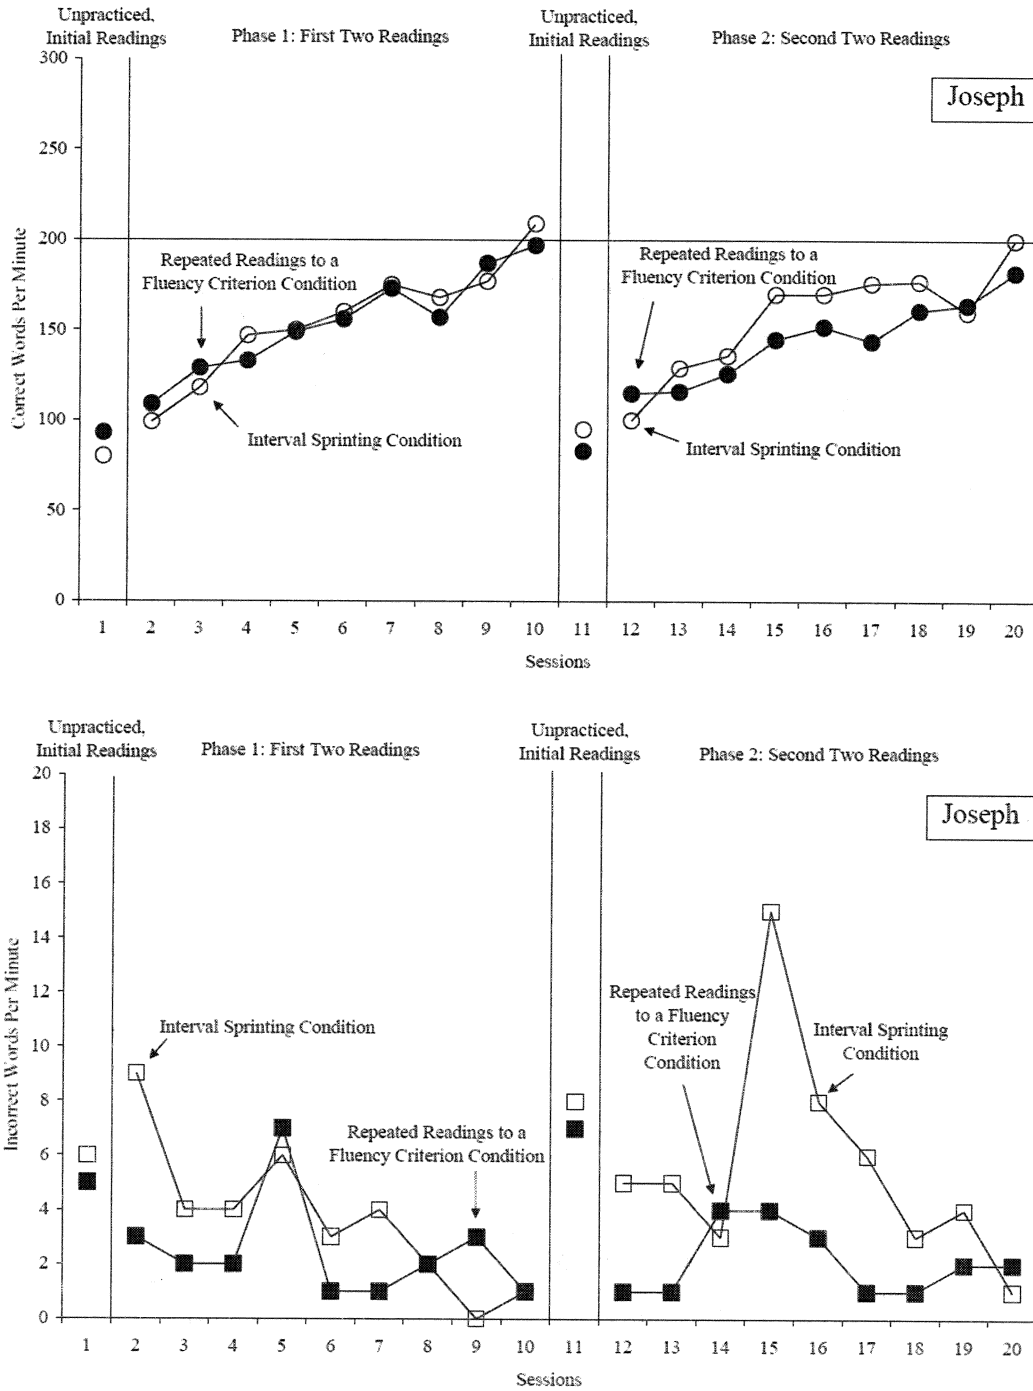 Unpracticed,
Initial Readings
Phase 1: First Two Readings
Unpracticed,
Initial Readings
Phase 2: Second Two Readings
Joseph
300
250
200
150
100
50
0
Correct Words Per Minute
Repeated Readings to a
Fluency Criterion Condition
Interval Sprinting Condition
Repeated Readings to a
Fluency Criterion Condition
Interval Sprinting Condition
1 2 3 4 5 6 7 8 9 10 11 12 13 14 15 16 17 18 19 20
Sessions
Unpracticed,
Initial Readings
Phase 1: First Two Readings
Unpracticed,
Initial Readings
Phase 2: Second Two Readings
Joseph
20
18
16
14
12
10
8
6
4
2
0
Incorrect Words Per Minute
Interval Sprinting Condition
Repeated Readings to a
Fluency Criterion Condition
Repeated Readings
to a Fluency
Criterion
Condition
Interval Sprinting
Condition
1 2 3 4 5 6 7 8 9 10 11 12 13 14 15 16 17 18 19 20
Sessions